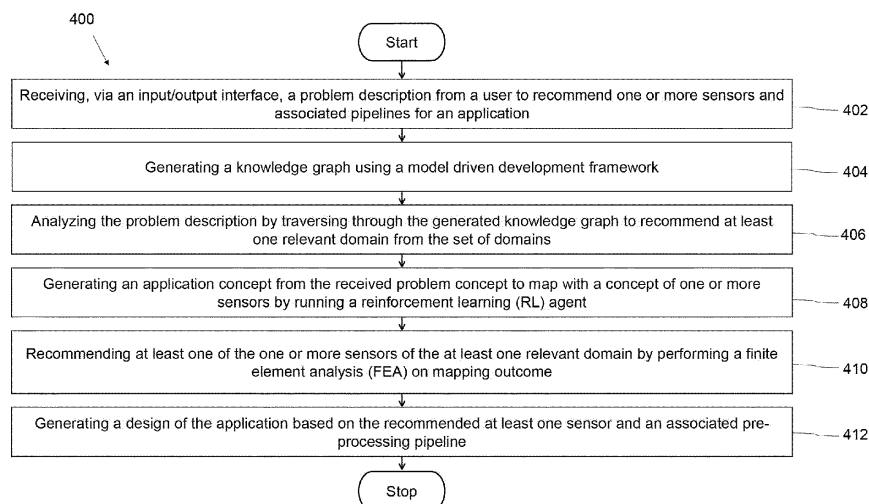 400
Start
Receiving, via an input/output interface, a problem description from a user to recommend one or more sensors and
associated pipelines for an application
402
Generating a knowledge graph using a model driven development framework
404
Analyzing the problem description by traversing through the generated knowledge graph to recommend at least
one relevant domain from the set of domains
406
Generating an application concept from the received problem concept to map with a concept of one or more
sensors by running a reinforcement learning (RL) agent
408
Recommending at least one of the one or more sensors of the at least one relevant domain by performing a finite
element analysis (FEA) on mapping outcome
410
Generating a design of the application based on the recommended at least one sensor and an associated pre-
processing pipeline
412
Stop